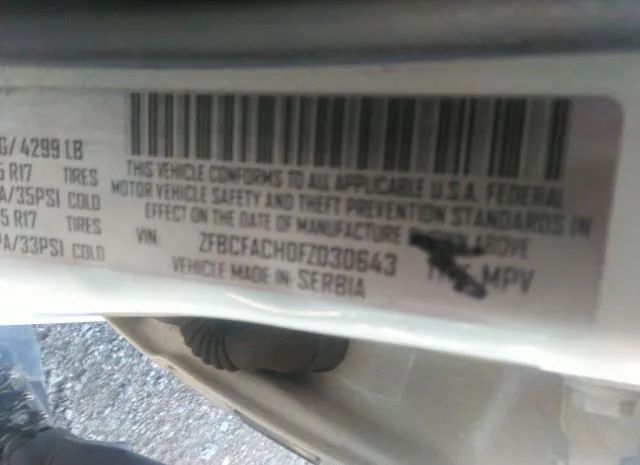 G/ 4299 LB
5 R17 TIRES
A/35PSI COLD
5 R17 TIRES
PA/33PSI COLD
THIS VEHICLE CONFORMS TO ALL APPLICABLE U.S.A. FEDERAL
MOTOR VEHICLE SAFETY AND THEFT PREVENTION STANDARDS IN
EFFECT ON THE DATE OF MANUFACTURE SHOWN ABOVE
VIN: ZFBCFACH0FZ030643 MPV
VEHICLE MADE IN SERBIA